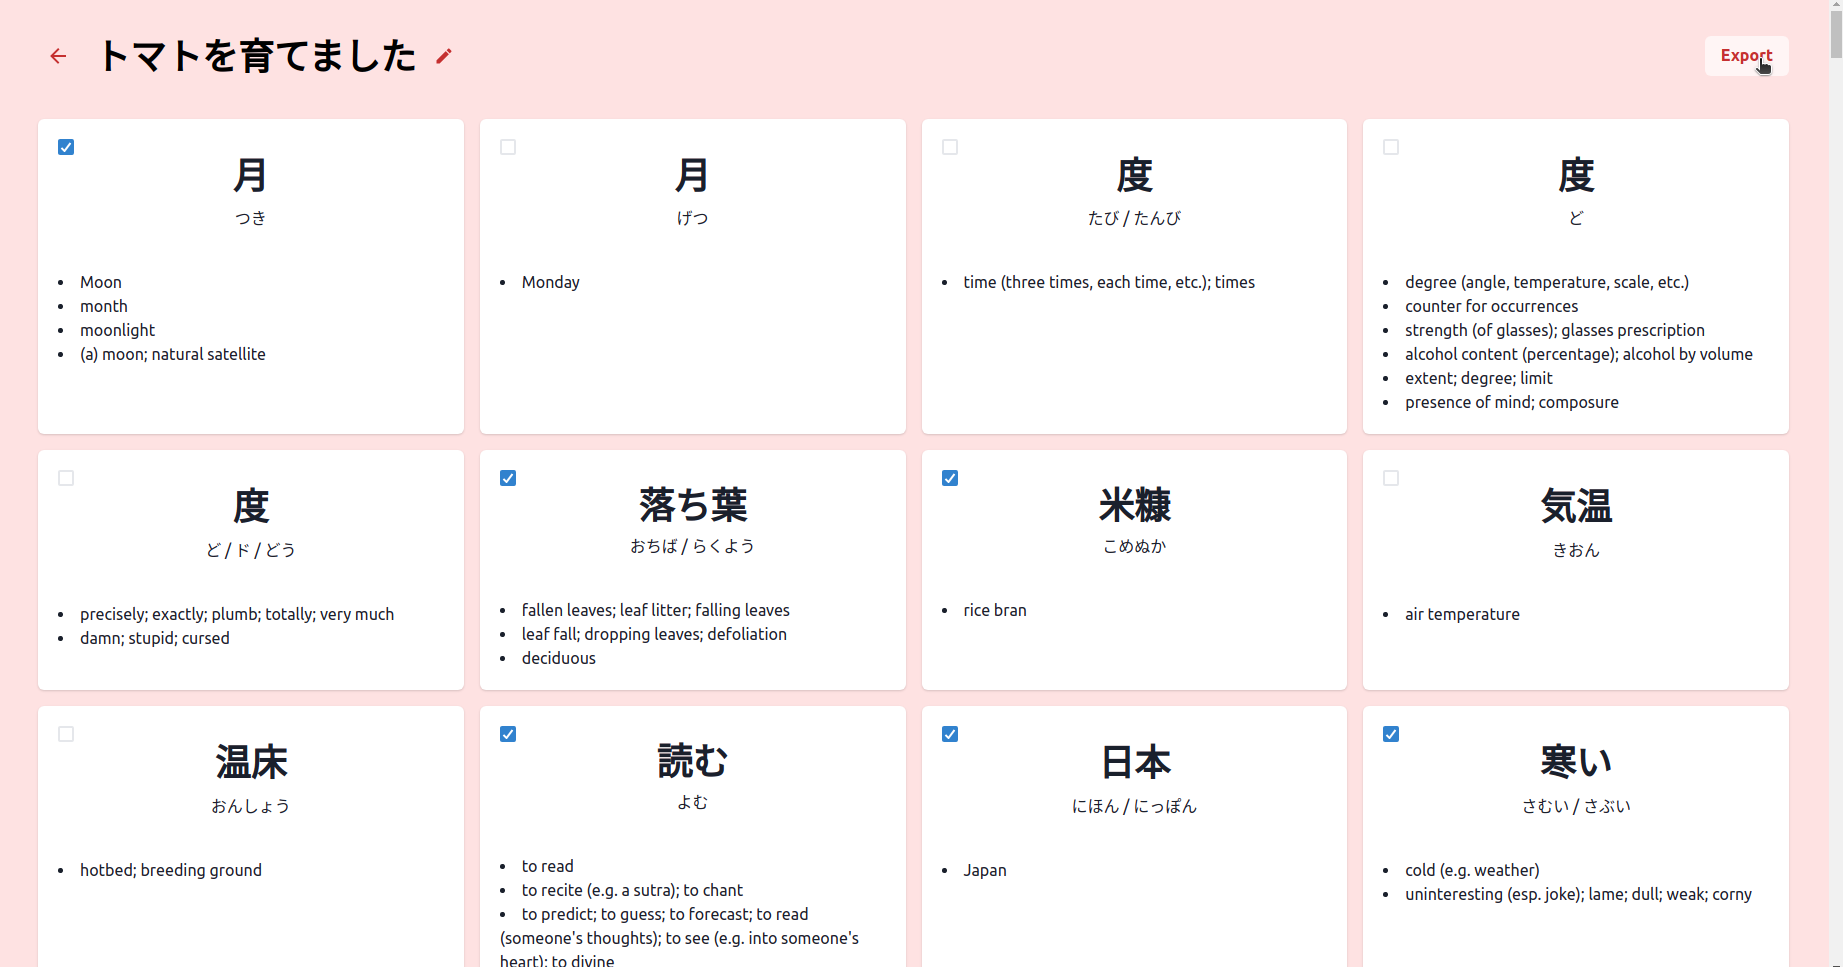 トマトを育てました
Export
月
つき
Moon
month
moonlight
(a) moon; natural satellite
月
げつ
Monday
度
たび / たんび
time (three times, each time, etc.); times
度
ど
degree (angle, temperature, scale, etc.)
counter for occurrences
strength (of glasses); glasses prescription
alcohol content (percentage); alcohol by volume
extent; degree; limit
presence of mind; composure
度
ど / ド / どう
precisely; exactly; plumb; totally; very much
damn; stupid; cursed
落ち葉
おちば / らくよう
fallen leaves; leaf litter; falling leaves
leaf fall; dropping leaves; defoliation
deciduous
米糠
こめぬか
rice bran
気温
きおん
air temperature
温床
おんしょう
hotbed; breeding ground
読む
よむ
to read
to recite (e.g. a sutra); to chant
to predict; to guess; to forecast; to read
(someone's thoughts); to see (e.g. into someone's
heart); to divine
日本
にほん / にっぽん
Japan
寒い
さむい / さぶい
cold (e.g. weather)
uninteresting (esp. joke); lame; dull; weak; corny